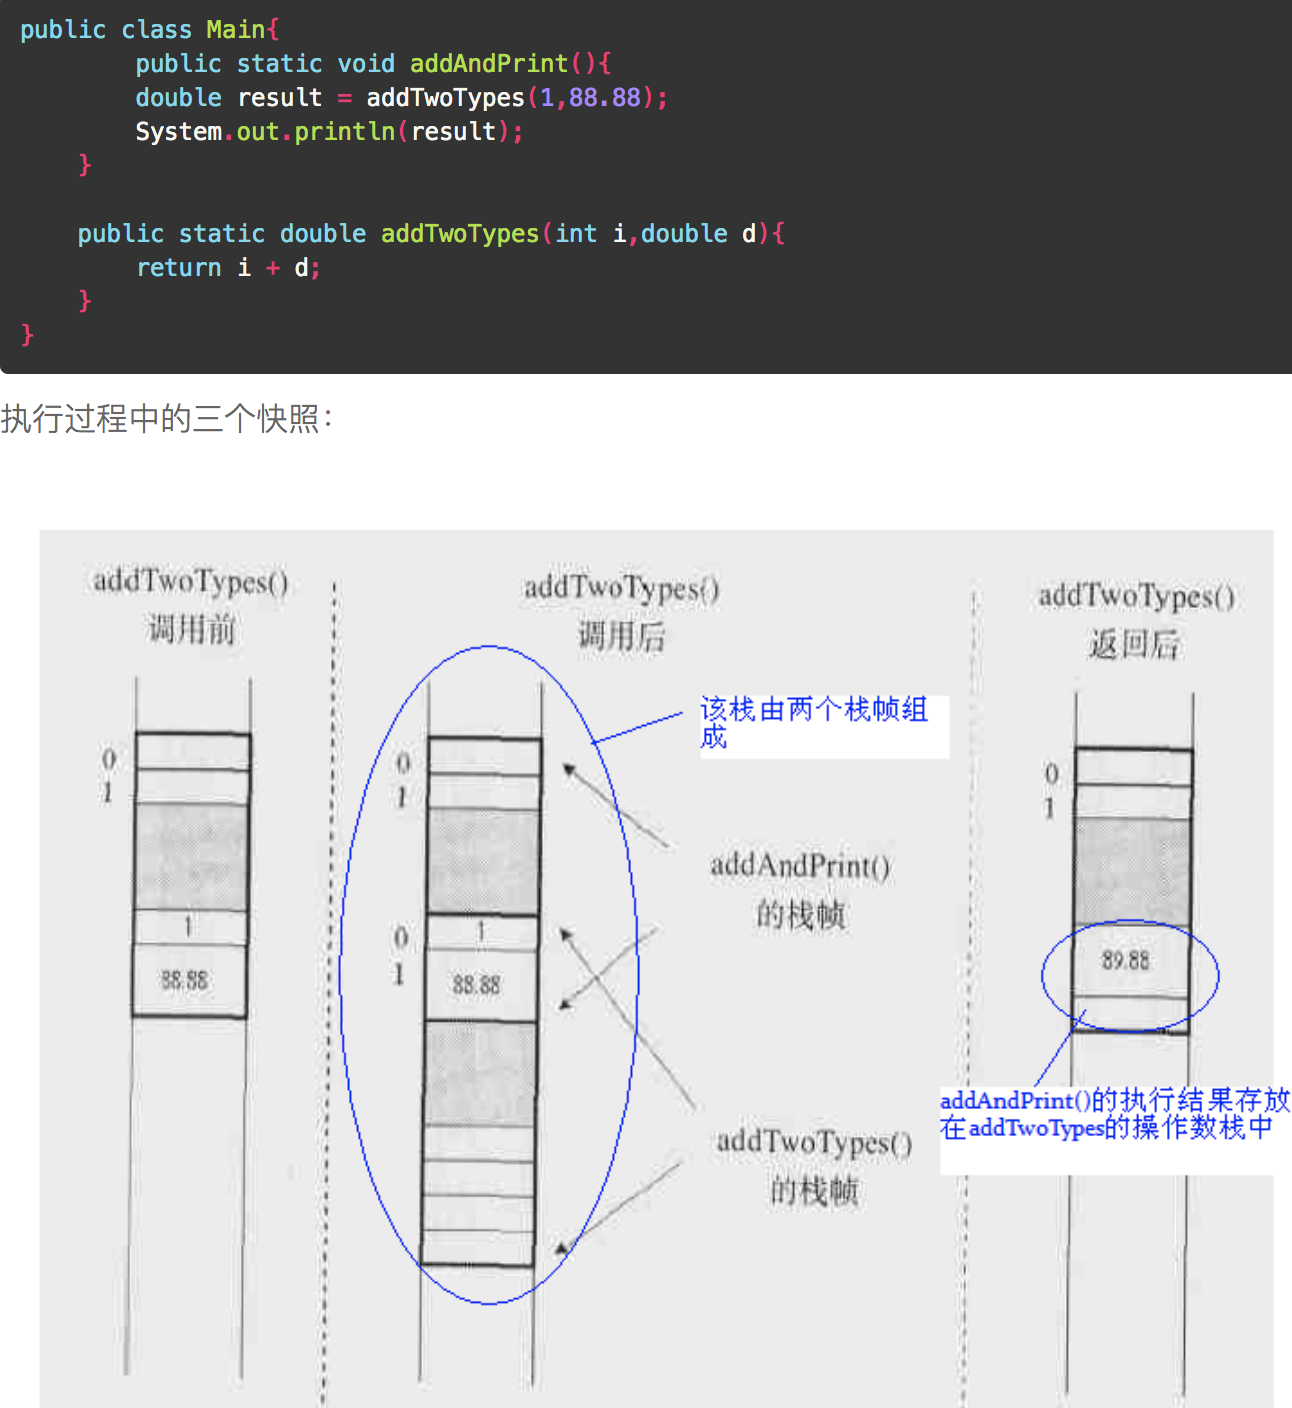 public class Main{
public static void addAndPrint(){
double result = addTwoTypes(1,88.88);
System.out.println(result);
}
public static double addTwoTypes(int i,double d){
return i + d;
}
}
执行过程中的三个快照：
addTwoTypes()
调用前
0
1
1
88.88
addTwoTypes()
调用后
该栈由两个栈帧组
成
0
1
addAndPrint()
的栈帧
0
1
1
88.88
addTwoTypes()
的栈帧
addTwoTypes()
返回后
0
1
89.88
addAndPrint()的执行结果存放
在addTwoTypes的操作数栈中